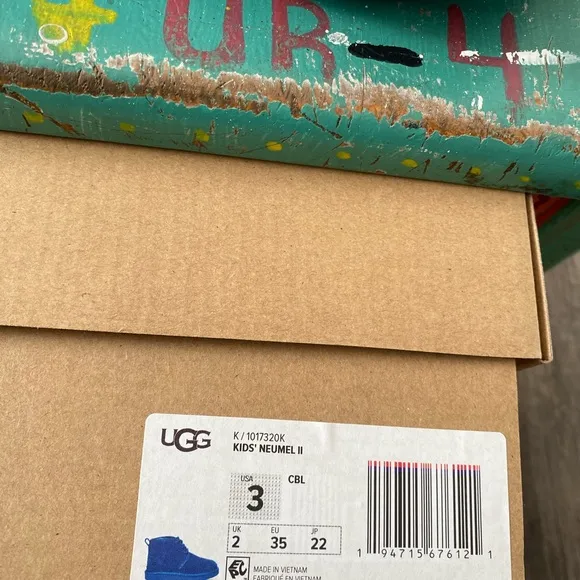 UR-4
UGG
K / 1017320K
KIDS' NEUMEL II
USA
3
CBL
UK
2
EU
35
JP
22
1 94715 67612 1
MADE IN VIETNAM
FABRIQUÉ EN VIETNAM